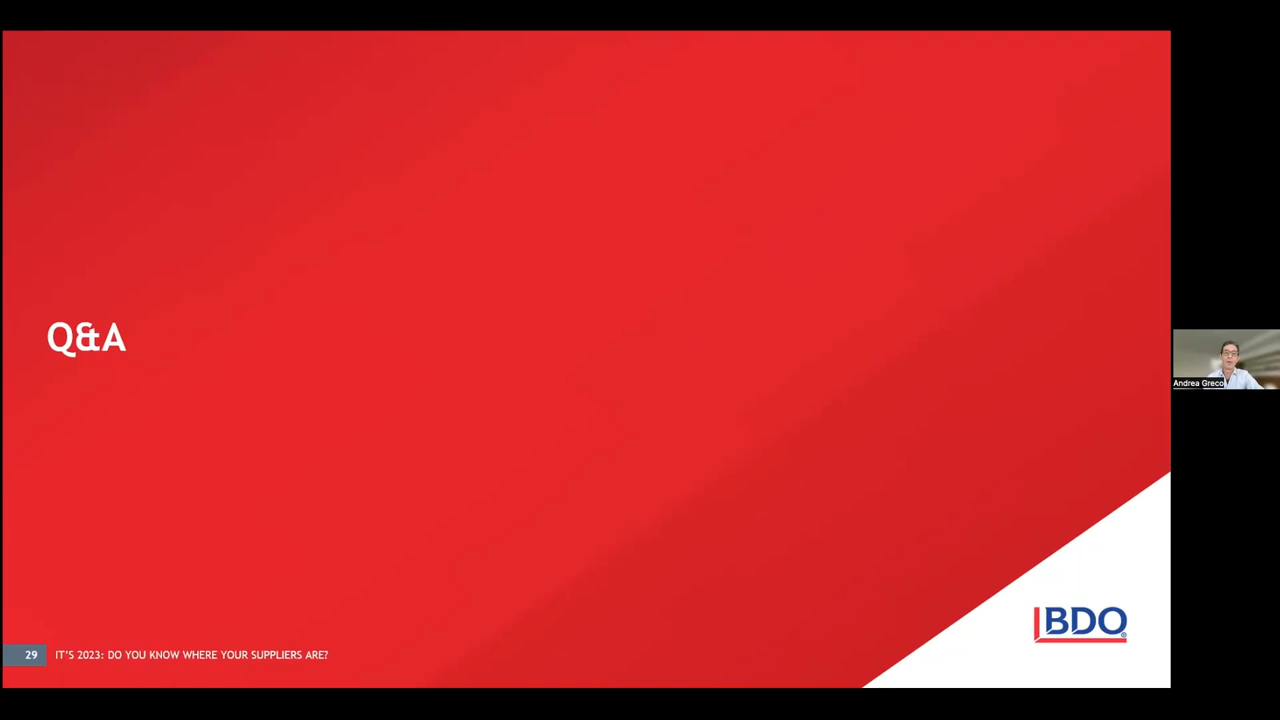 Q&A
Andrea Greco
BDO®
29 IT'S 2023: DO YOU KNOW WHERE YOUR SUPPLIERS ARE?